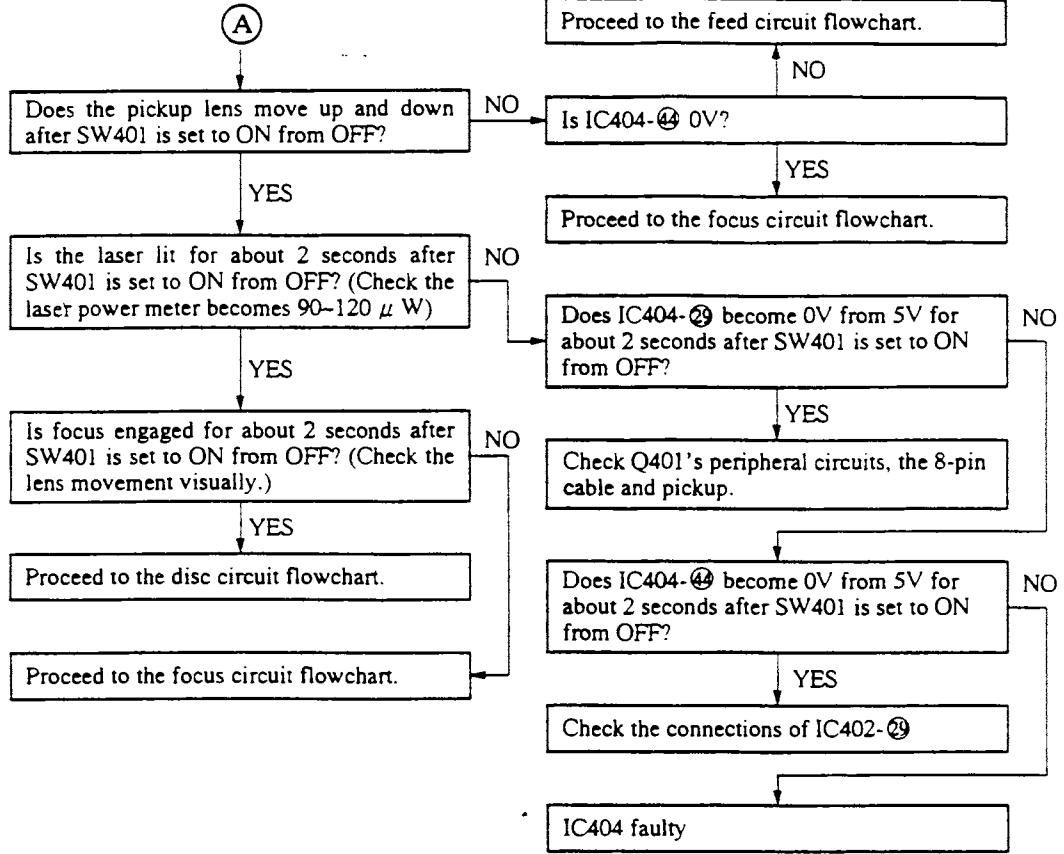 A
Does the pickup lens move up and down
after SW401 is set to ON from OFF?
NO
YES
Proceed to the feed circuit flowchart.
NO
Is IC404-㊹ 0V?
YES
Proceed to the focus circuit flowchart.
Is the laser lit for about 2 seconds after
SW401 is set to ON from OFF? (Check the
laser power meter becomes 90~120 μ W)
NO
YES
Does IC404-㉙ become 0V from 5V for
about 2 seconds after SW401 is set to ON
from OFF?
NO
YES
Check Q401's peripheral circuits, the 8-pin
cable and pickup.
Is focus engaged for about 2 seconds after
SW401 is set to ON from OFF? (Check the
lens movement visually.)
NO
YES
Proceed to the disc circuit flowchart.
Proceed to the focus circuit flowchart.
Does IC404-㊹ become 0V from 5V for
about 2 seconds after SW401 is set to ON
from OFF?
NO
YES
Check the connections of IC402-㉙
IC404 faulty